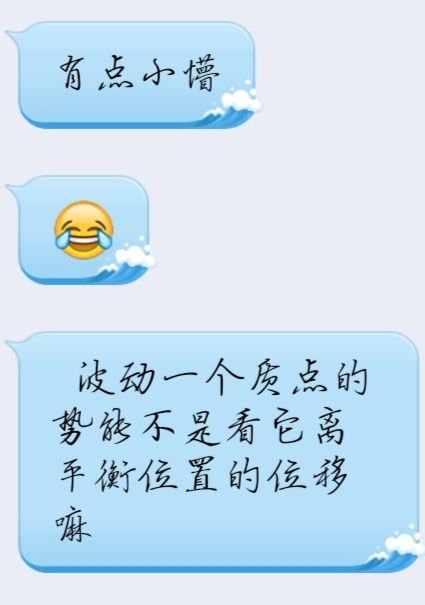 有点小懵
😂
波动一个质点的
势能不是看它离
平衡位置的位移
嘛